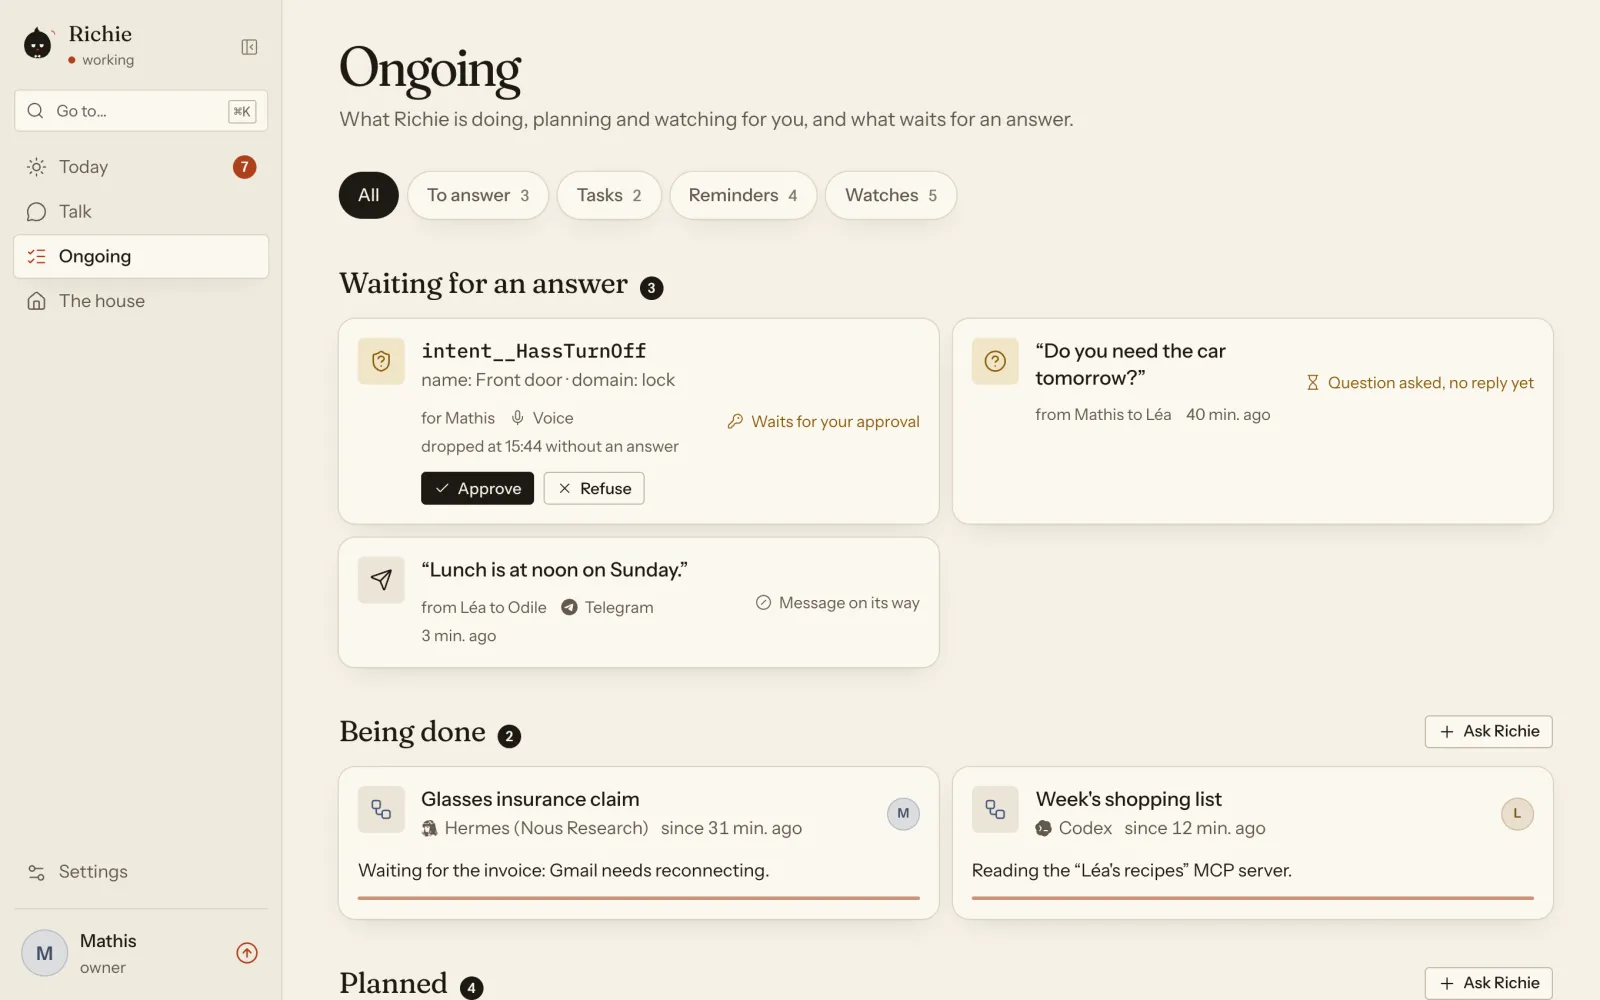 Richie
working
Go to...
⌘K
Today 7
Talk
Ongoing
The house
Settings
M
Mathis
owner
Ongoing
What Richie is doing, planning and watching for you, and what waits for an answer.
All
To answer 3
Tasks 2
Reminders 4
Watches 5
Waiting for an answer 3
intent__HassTurnOff
name: Front door · domain: lock
for Mathis Voice
dropped at 15:44 without an answer
Waits for your approval
Approve
Refuse
“Do you need the car
tomorrow?”
from Mathis to Léa 40 min. ago
Question asked, no reply yet
“Lunch is at noon on Sunday.”
from Léa to Odile Telegram
3 min. ago
Message on its way
Being done 2
Ask Richie
Glasses insurance claim
Hermes (Nous Research) since 31 min. ago
M
Waiting for the invoice: Gmail needs reconnecting.
Week's shopping list
Codex since 12 min. ago
L
Reading the “Léa's recipes” MCP server.
Planned 4
Ask Richie